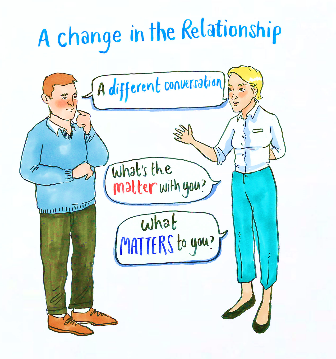 A change in the Relationship
A different conversation
What's the
matter with you?
What
MATTERS to you?